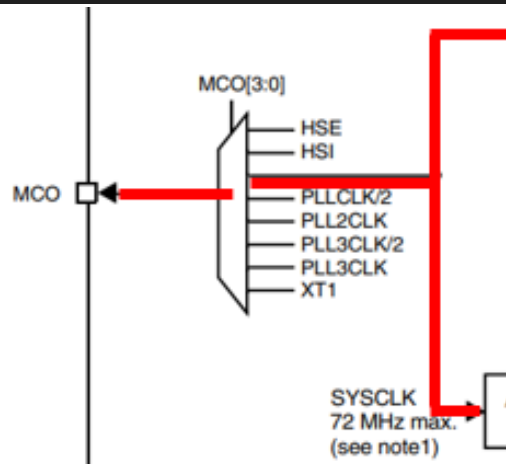 MCO[3:0]
HSE
HSI
MCO
PLLCLK/2
PLL2CLK
PLL3CLK/2
PLL3CLK
XT1
SYSCLK
72 MHz max.
(see note1)